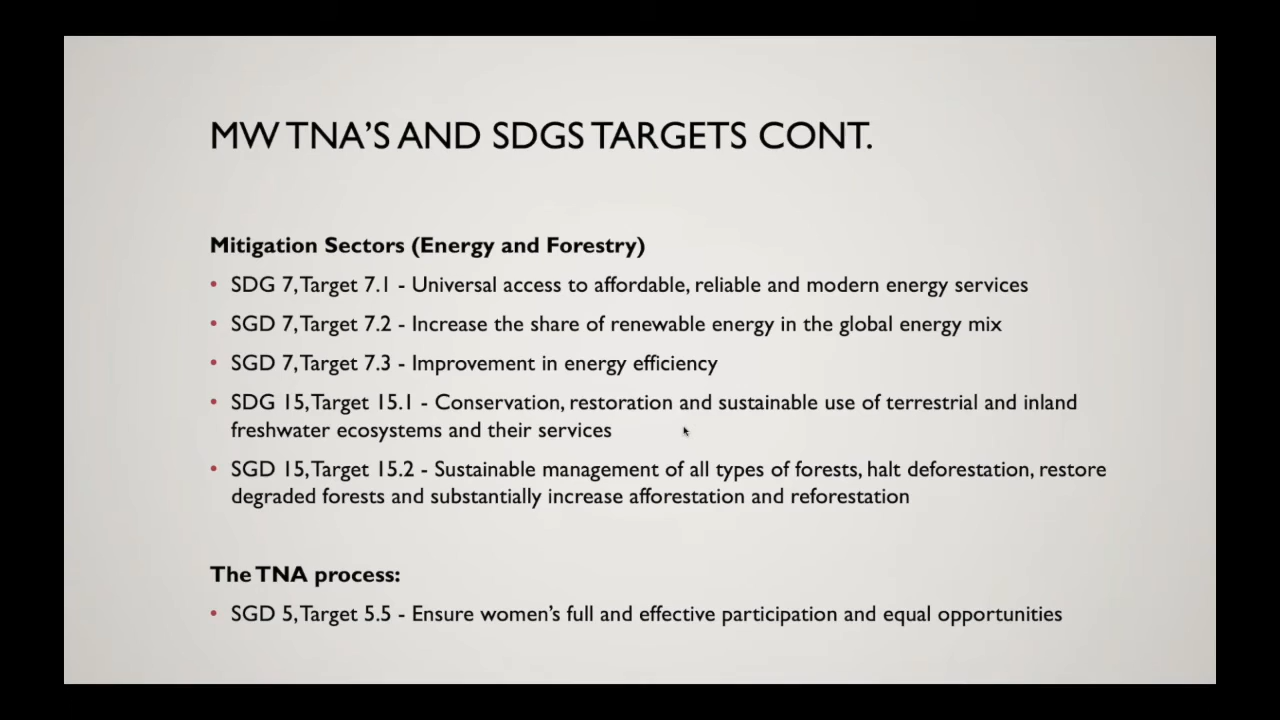 MW TNA'S AND SDGS TARGETS CONT.
Mitigation Sectors (Energy and Forestry)
• SDG 7, Target 7.1 - Universal access to affordable, reliable and modern energy services
• SGD 7, Target 7.2 - Increase the share of renewable energy in the global energy mix
• SGD 7, Target 7.3 - Improvement in energy efficiency
• SDG 15, Target 15.1 - Conservation, restoration and sustainable use of terrestrial and inland
freshwater ecosystems and their services
• SGD 15, Target 15.2 - Sustainable management of all types of forests, halt deforestation, restore
degraded forests and substantially increase afforestation and reforestation
The TNA process:
• SGD 5, Target 5.5 - Ensure women's full and effective participation and equal opportunities